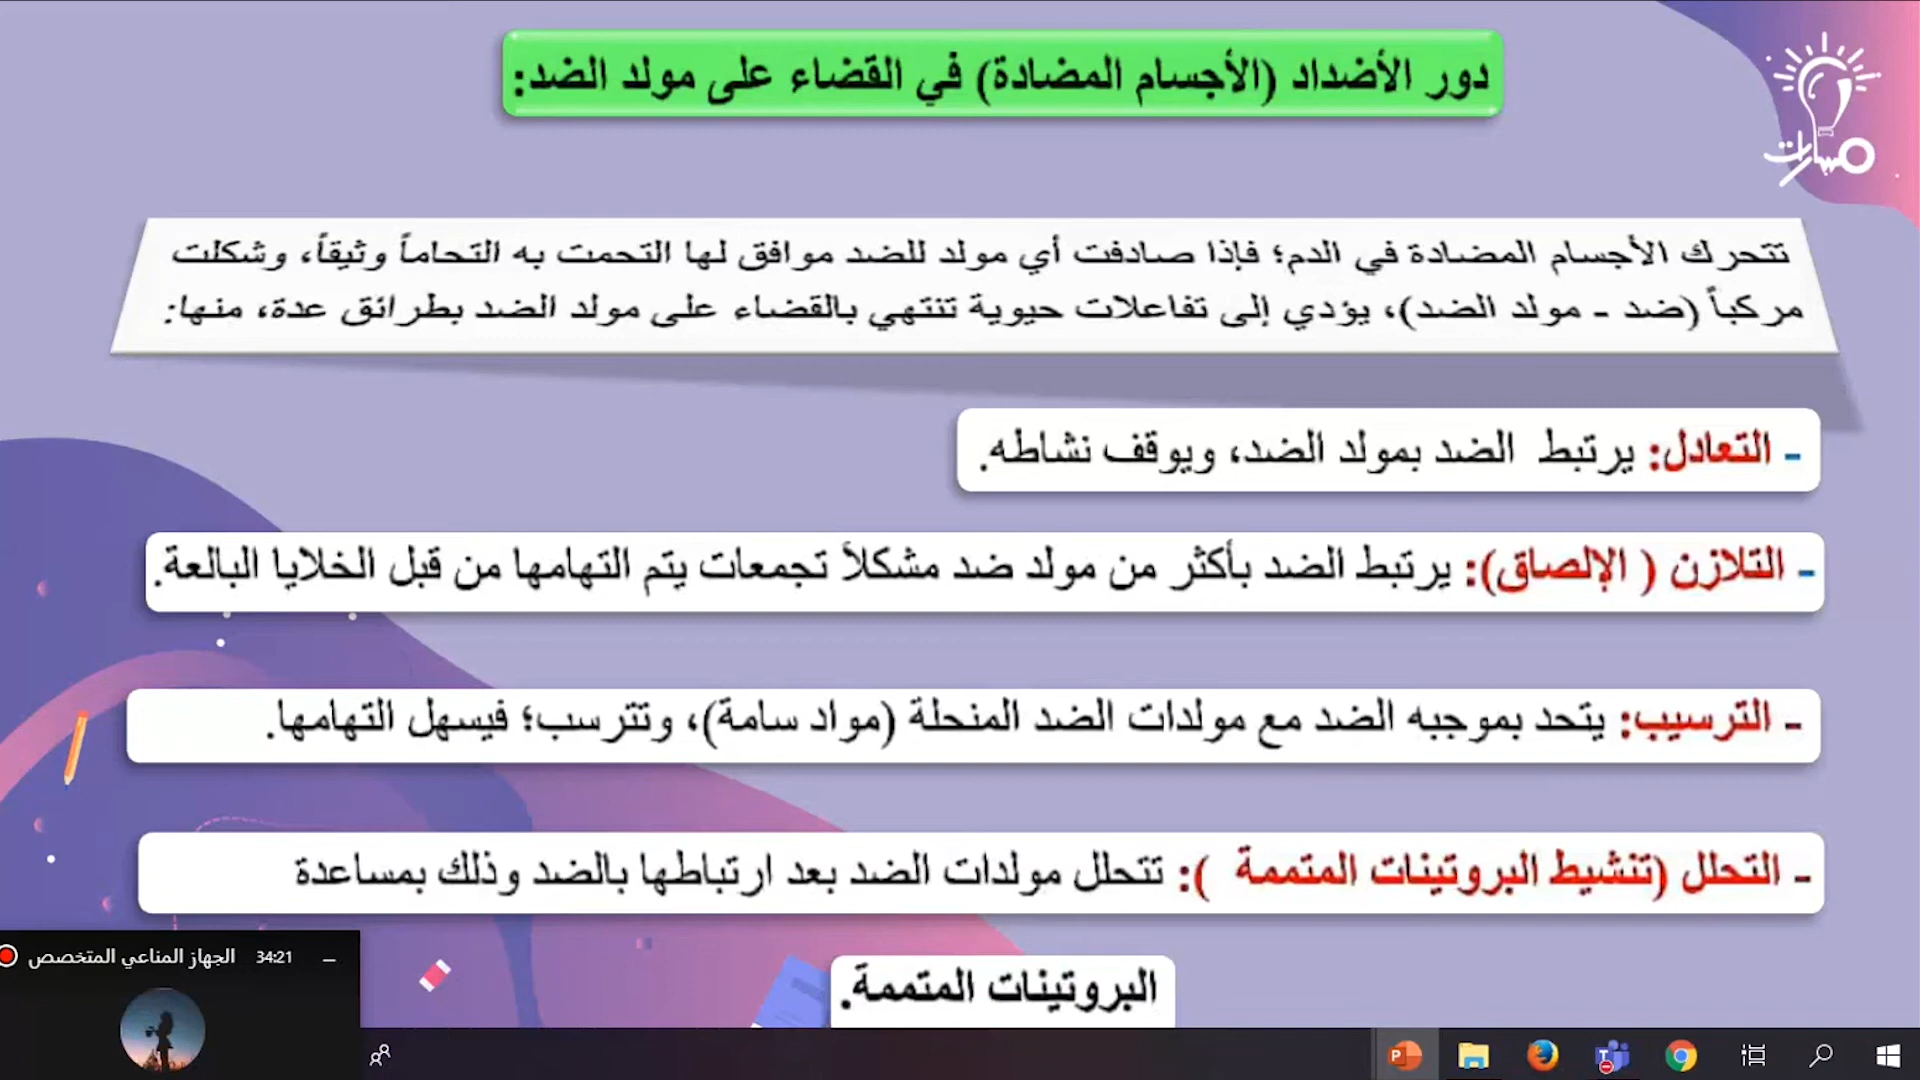 دور الأضداد (الأجسام المضادة) في القضاء على مولد الضد:
مسارات
تتحرك الأجسام المضادة في الدم؛ فإذا صادفت أي مولد للضد موافق لها التحمت به التحاماً وثيقاً، وشكلت
مركباً (ضد - مولد الضد)، يؤدي إلى تفاعلات حيوية تنتهي بالقضاء على مولد الضد بطرائق عدة، منها:
- التعادل: يرتبط الضد بمولد الضد، ويوقف نشاطه.
- التلازن ( الإلصاق): يرتبط الضد بأكثر من مولد ضد مشكلاً تجمعات يتم التهامها من قبل الخلايا البالعة.
- الترسيب: يتحد بموجبه الضد مع مولدات الضد المنحلة (مواد سامة)، وتترسب؛ فيسهل التهامها.
- التحلل (تنشيط البروتينات المتممة ): تتحلل مولدات الضد بعد ارتباطها بالضد وذلك بمساعدة
البروتينات المتممة.
الجهاز المناعي المتخصص 34:21